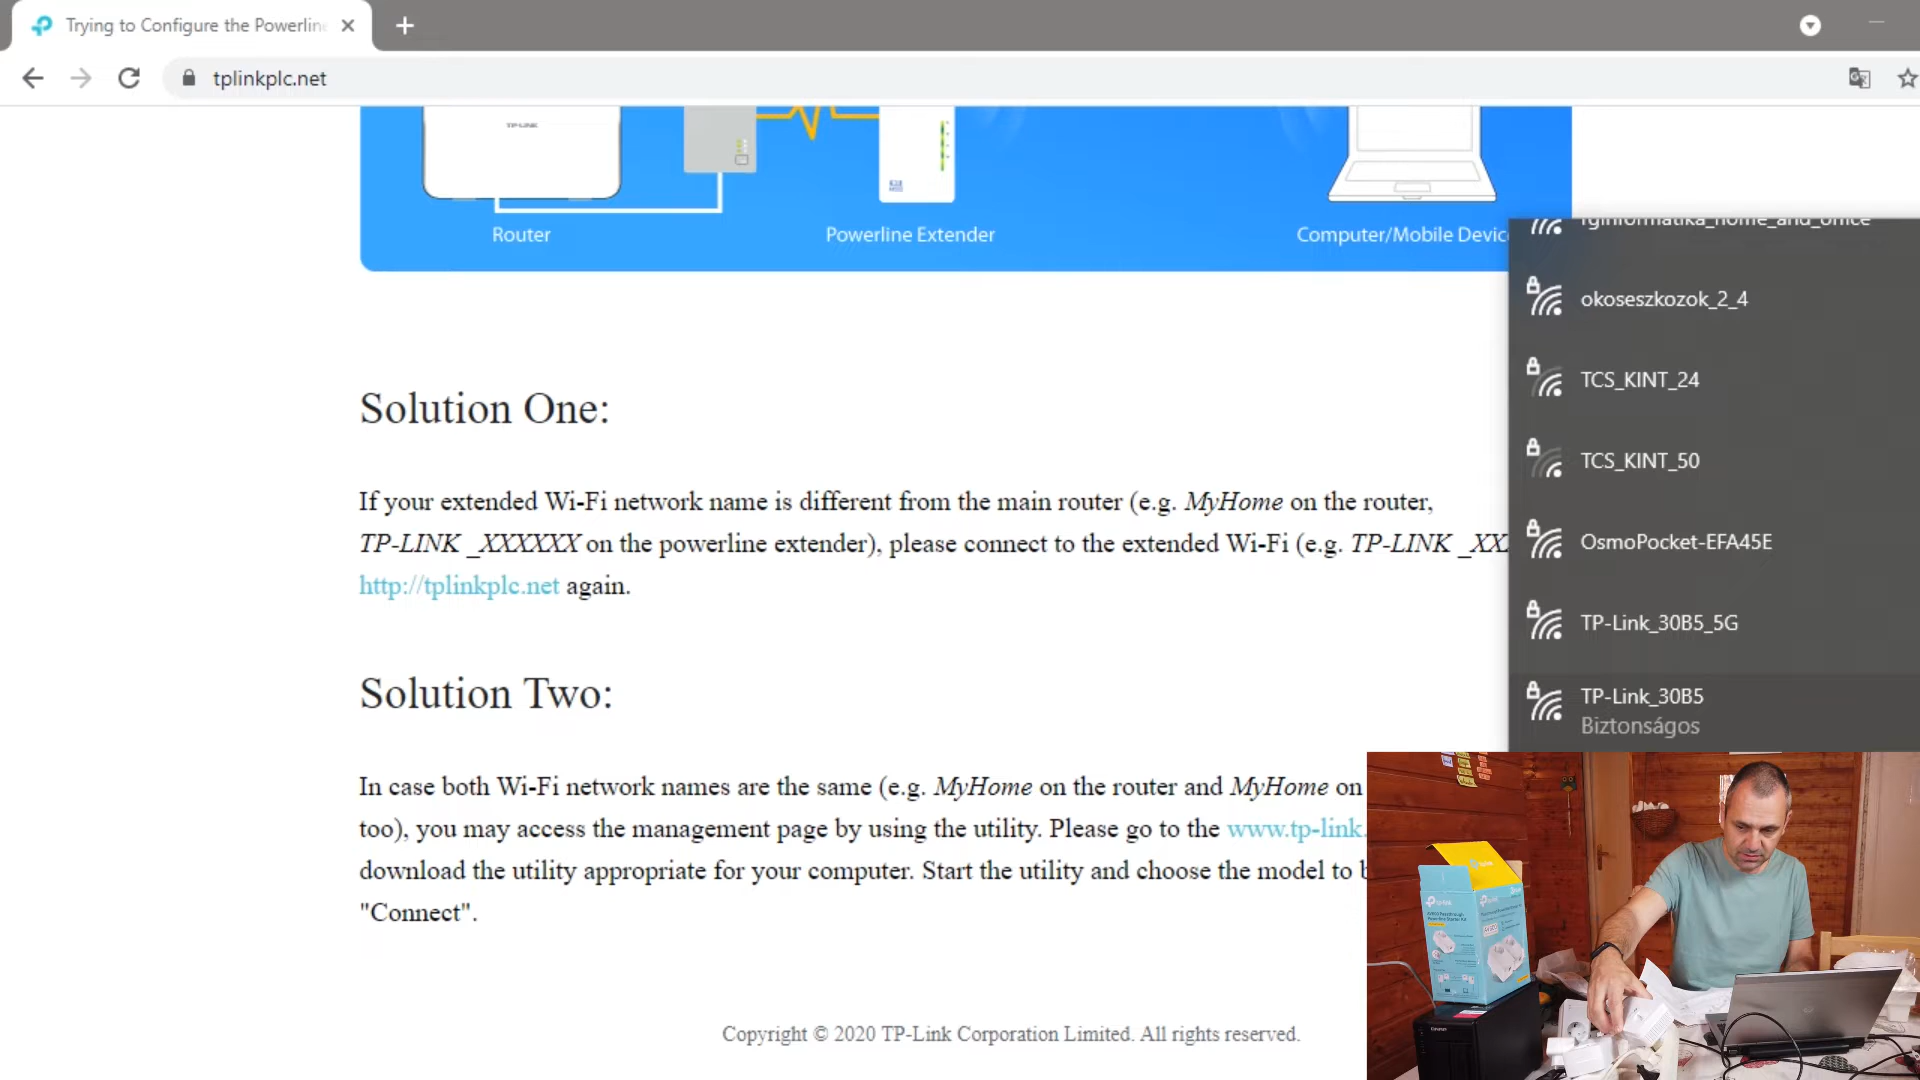 Trying to Configure the Powerlin
tplinkplc.net
TP-LINK
Router
Powerline Extender
Computer/Mobile Devic
rginformatika_home_and_office
okoseszkozok_2_4
TCS_KINT_24
TCS_KINT_50
OsmoPocket-EFA45E
TP-Link_30B5_5G
TP-Link_30B5
Biztonságos
Solution One:
If your extended Wi-Fi network name is different from the main router (e.g. MyHome on the router,
TP-LINK _XXXXXX on the powerline extender), please connect to the extended Wi-Fi (e.g. TP-LINK _XX
http://tplinkplc.net again.
Solution Two:
In case both Wi-Fi network names are the same (e.g. MyHome on the router and MyHome on
too), you may access the management page by using the utility. Please go to the www.tp-link.
download the utility appropriate for your computer. Start the utility and choose the model to b
"Connect".
Copyright © 2020 TP-Link Corporation Limited. All rights reserved.
tp-link